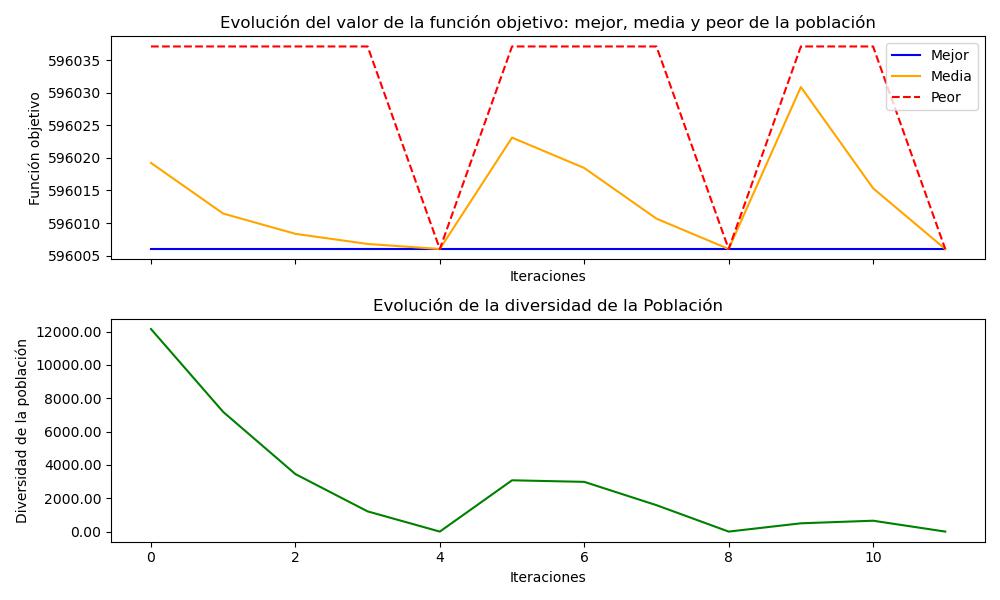 Evolución del valor de la función objetivo: mejor, media y peor de la población
596035
596030
596025
596020
596015
596010
596005
Función objetivo
Mejor
Media
Peor
Iteraciones
Evolución de la diversidad de la Población
12000.00
10000.00
8000.00
6000.00
4000.00
2000.00
0.00
Diversidad de la población
0 2 4 6 8 10
Iteraciones